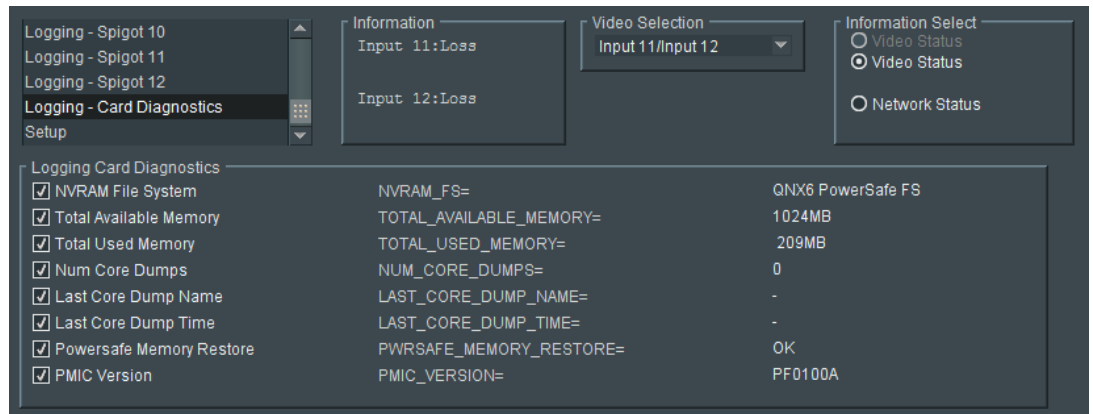 Logging - Spigot 10
Logging - Spigot 11
Logging - Spigot 12
Logging - Card Diagnostics
Setup
Information
Input 11:Loss
Input 12:Loss
Video Selection
Input 11/Input 12
Information Select
Video Status
Video Status
Network Status
Logging Card Diagnostics
NVRAM File System NVRAM_FS= QNX6 PowerSafe FS
Total Available Memory TOTAL_AVAILABLE_MEMORY= 1024MB
Total Used Memory TOTAL_USED_MEMORY= 209MB
Num Core Dumps NUM_CORE_DUMPS= 0
Last Core Dump Name LAST_CORE_DUMP_NAME= -
Last Core Dump Time LAST_CORE_DUMP_TIME= -
Powersafe Memory Restore PWRSAFE_MEMORY_RESTORE= OK
PMIC Version PMIC_VERSION= PF0100A